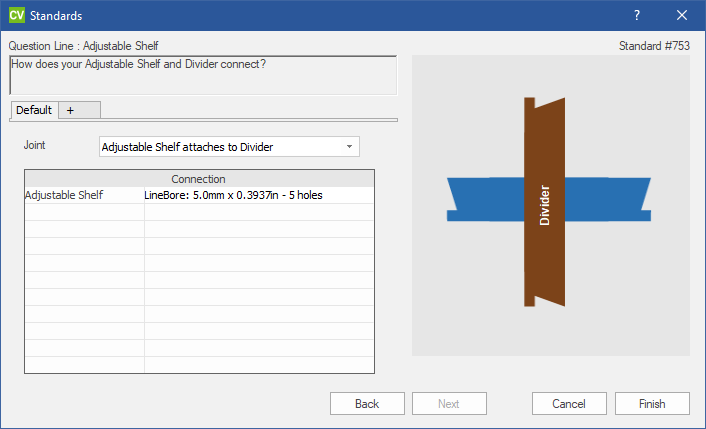 CV Standards ?
Question Line : Adjustable Shelf
Standard #753
How does your Adjustable Shelf and Divider connect?
Default +
Joint Adjustable Shelf attaches to Divider
Connection
Adjustable Shelf LineBore: 5.0mm x 0.3937in - 5 holes
Divider
Back Next Cancel Finish